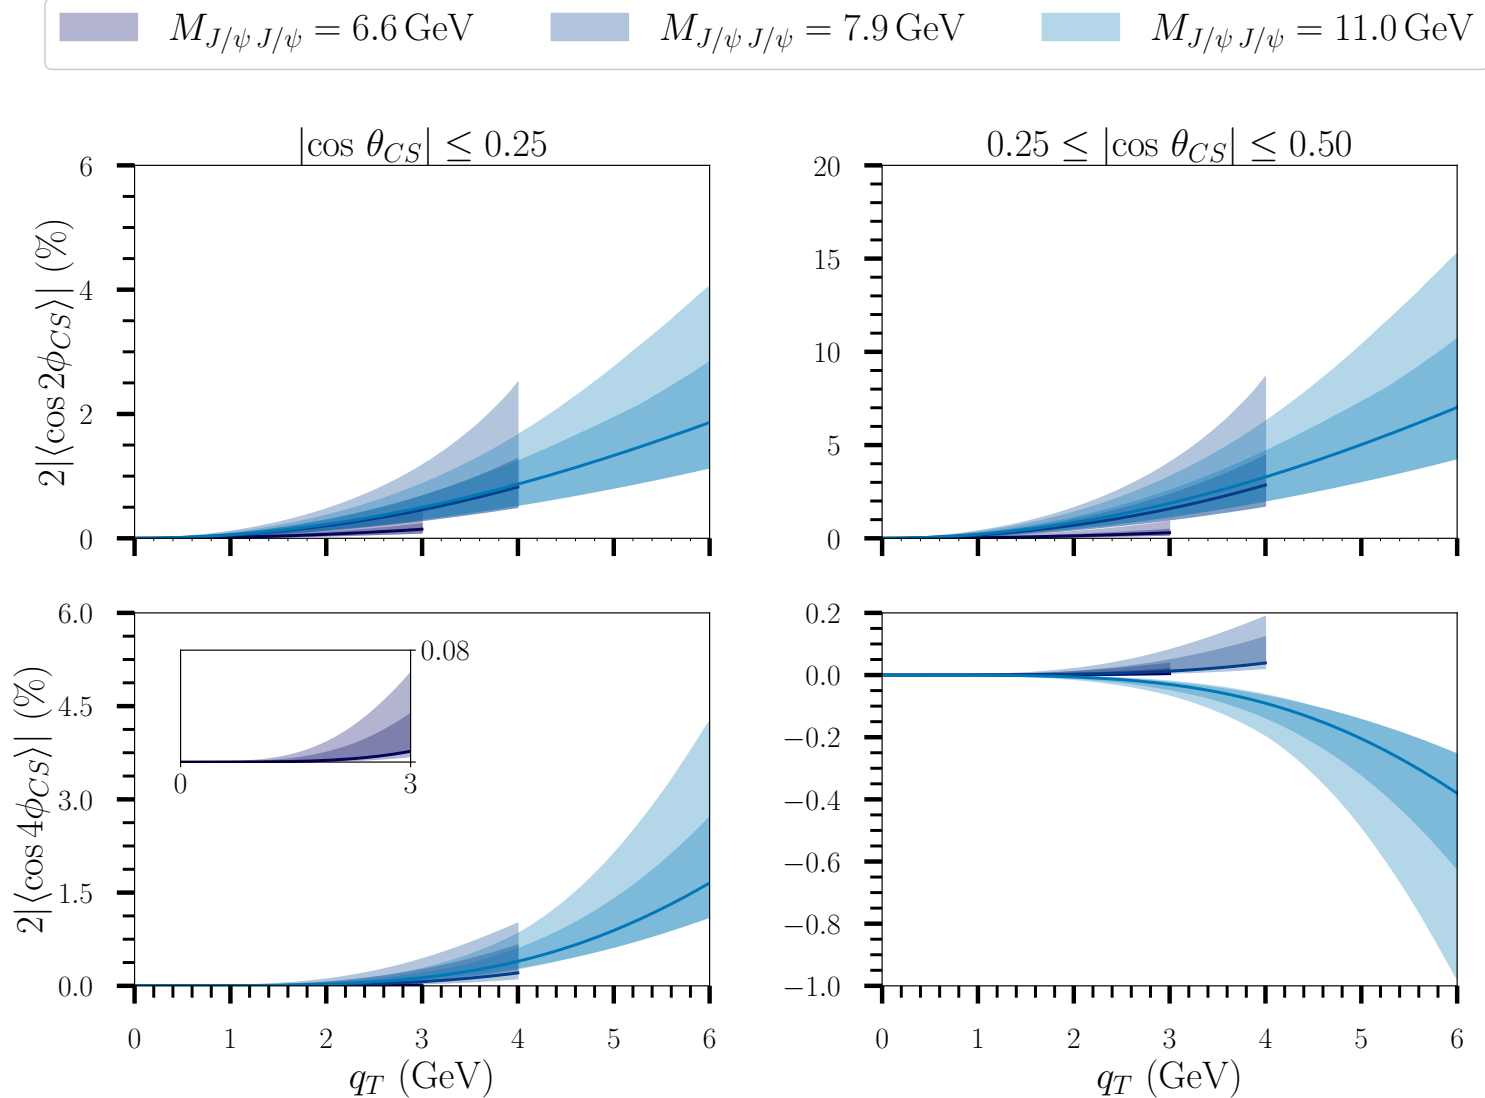 M_{J/ψ J/ψ} = 6.6 GeV M_{J/ψ J/ψ} = 7.9 GeV M_{J/ψ J/ψ} = 11.0 GeV
|cos θ_{CS}| ≤ 0.25
0.25 ≤ |cos θ_{CS}| ≤ 0.50
2|⟨cos 2ϕ_{CS}⟩| (%)
6
4
2
0
20
15
10
5
0
2|⟨cos 4ϕ_{CS}⟩| (%)
6.0
4.5
3.0
1.5
0.0
0.08
0 3
0 1 2 3 4 5 6
q_T (GeV)
0.2
0.0
−0.2
−0.4
−0.6
−0.8
−1.0
0 1 2 3 4 5 6
q_T (GeV)